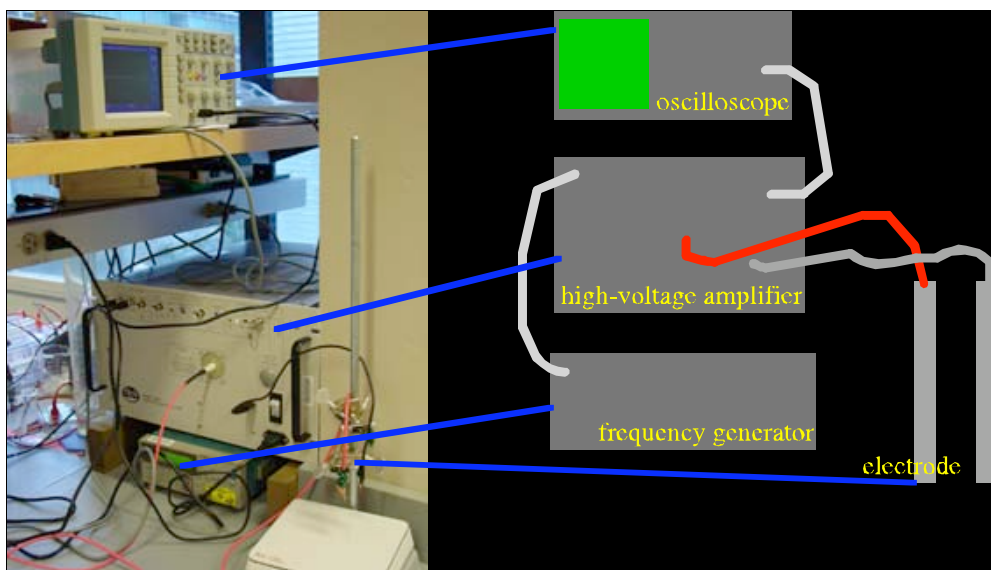 oscilloscope
high-voltage amplifier
frequency generator
electrode